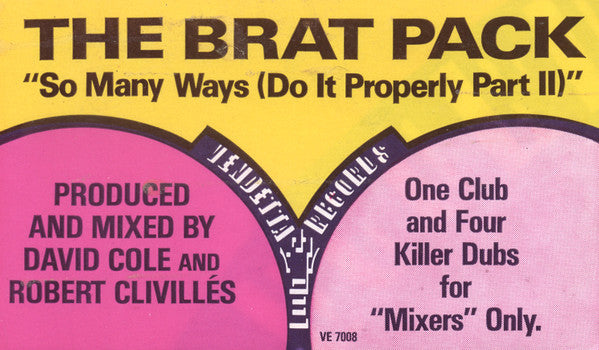 THE BRAT PACK
"So Many Ways (Do It Properly Part II)"
VENDETTA
RECORDS
PRODUCED
AND MIXED BY
DAVID COLE AND
ROBERT CLIVILLÉS
One Club
and Four
Killer Dubs
for
"Mixers" Only.
VE 7008